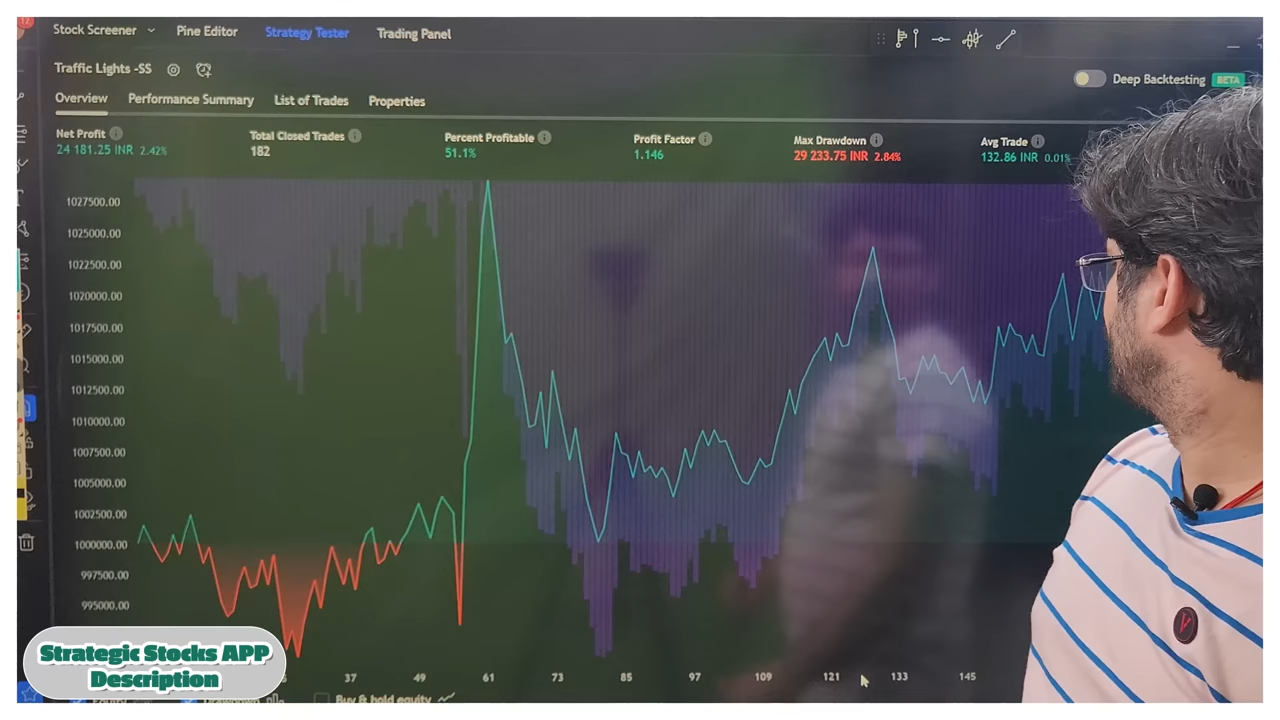 12
Stock Screener Pine Editor Strategy Tester Trading Panel
Traffic Lights -SS
Deep Backtesting BETA
Overview Performance Summary List of Trades Properties
Net Profit Total Closed Trades Percent Profitable Profit Factor Max Drawdown Avg Trade
24 181.25 INR 2.42% 182 51.1% 1.146 29 233.75 INR 2.84% 132.86 INR 0.01%
1027500.00
1025000.00
1022500.00
1020000.00
1017500.00
1015000.00
1012500.00
1010000.00
1007500.00
1005000.00
1002500.00
1000000.00
997500.00
995000.00
37 49 61 73 85 97 109 121 133 145
Buy & hold equity
Strategic Stocks APP
Description